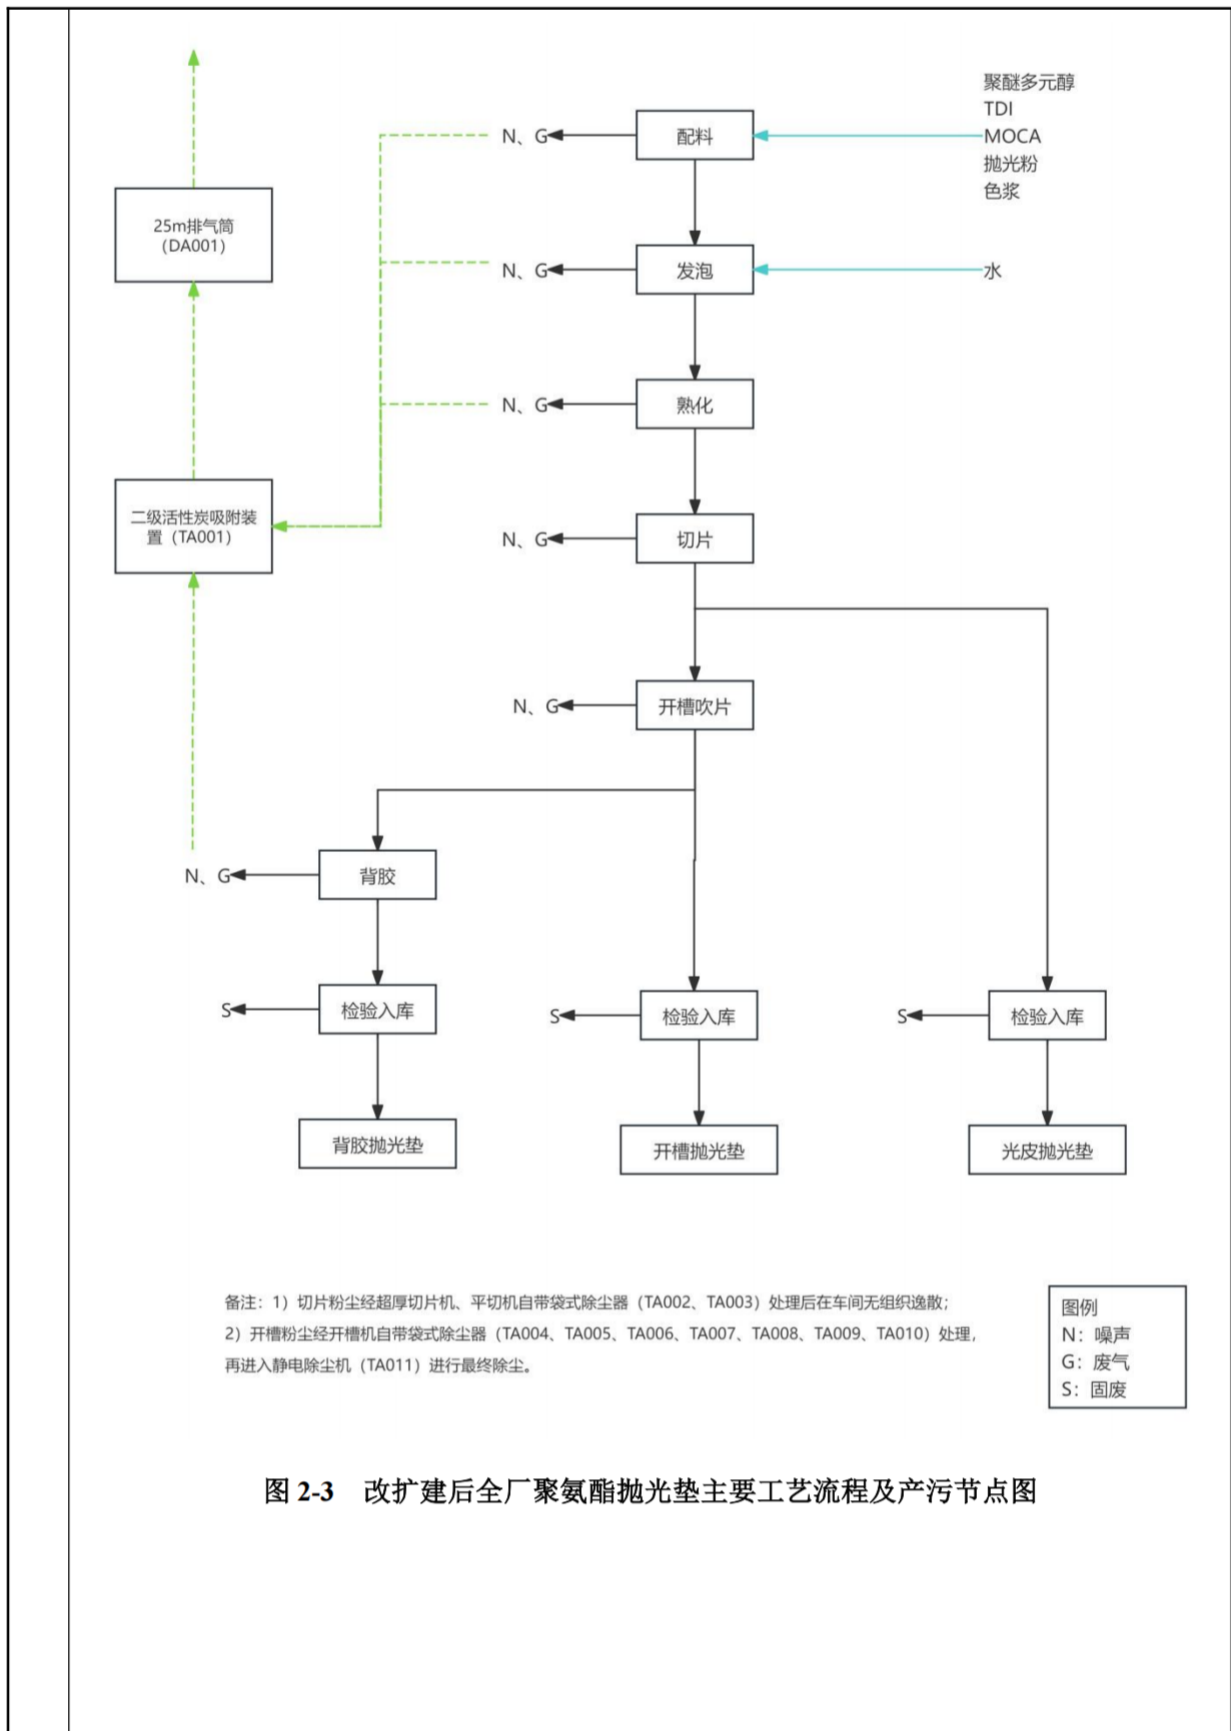 聚醚多元醇
TDI
MOCA
抛光粉
色浆
N、G
配料
25m排气筒
（DA001）
N、G
发泡
水
N、G
熟化
二级活性炭吸附装
置（TA001）
N、G
切片
N、G
开槽吹片
N、G
背胶
S
检验入库
S
检验入库
S
检验入库
背胶抛光垫
开槽抛光垫
光皮抛光垫
备注：1）切片粉尘经超厚切片机、平切机自带袋式除尘器（TA002、TA003）处理后在车间无组织逸散；
2）开槽粉尘经开槽机自带袋式除尘器（TA004、TA005、TA006、TA007、TA008、TA009、TA010）处理，
再进入静电除尘机（TA011）进行最终除尘。
图例
N：噪声
G：废气
S：固废
图 2-3 改扩建后全厂聚氨酯抛光垫主要工艺流程及产污节点图